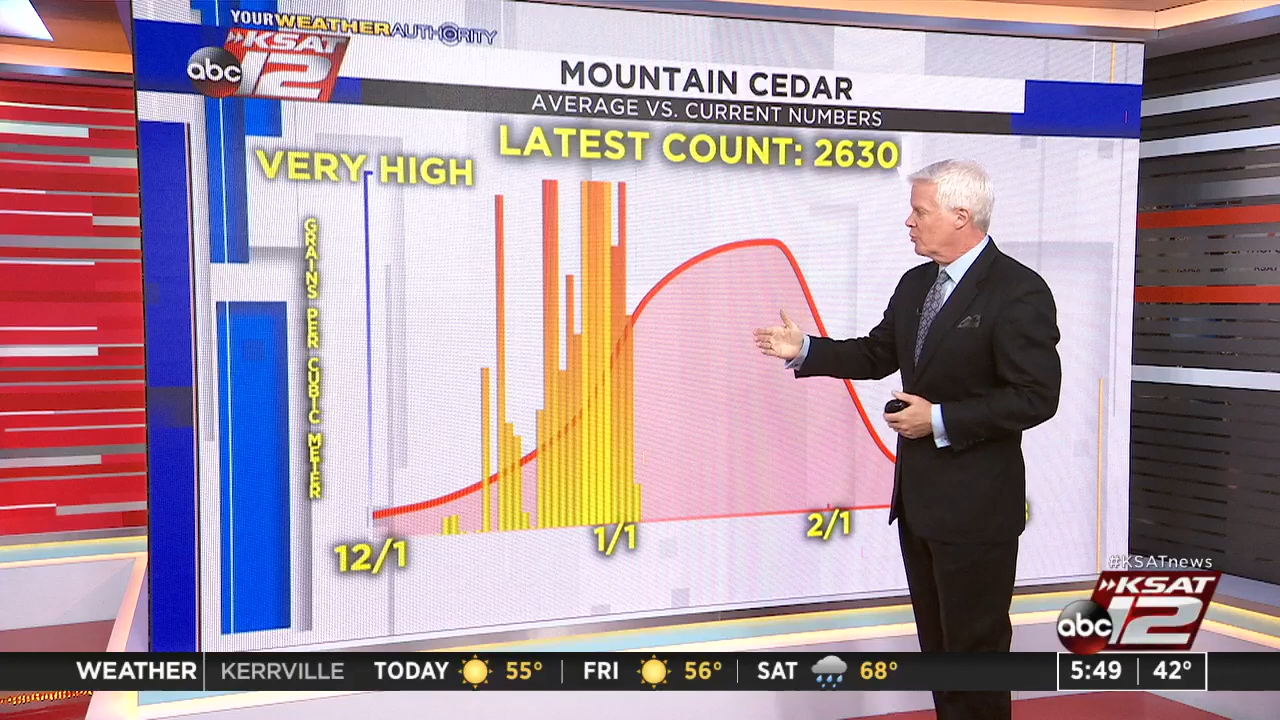 YOUR WEATHER AUTHORITY
»KSAT
abc 12
MOUNTAIN CEDAR
AVERAGE VS. CURRENT NUMBERS
LATEST COUNT: 2630
VERY HIGH
GRAINS PER CUBIC METER
12/1
1/1
2/1
#KSATnews
»KSAT
abc 12
WEATHER KERRVILLE TODAY 55° FRI 56° SAT 68° 5:49 42°